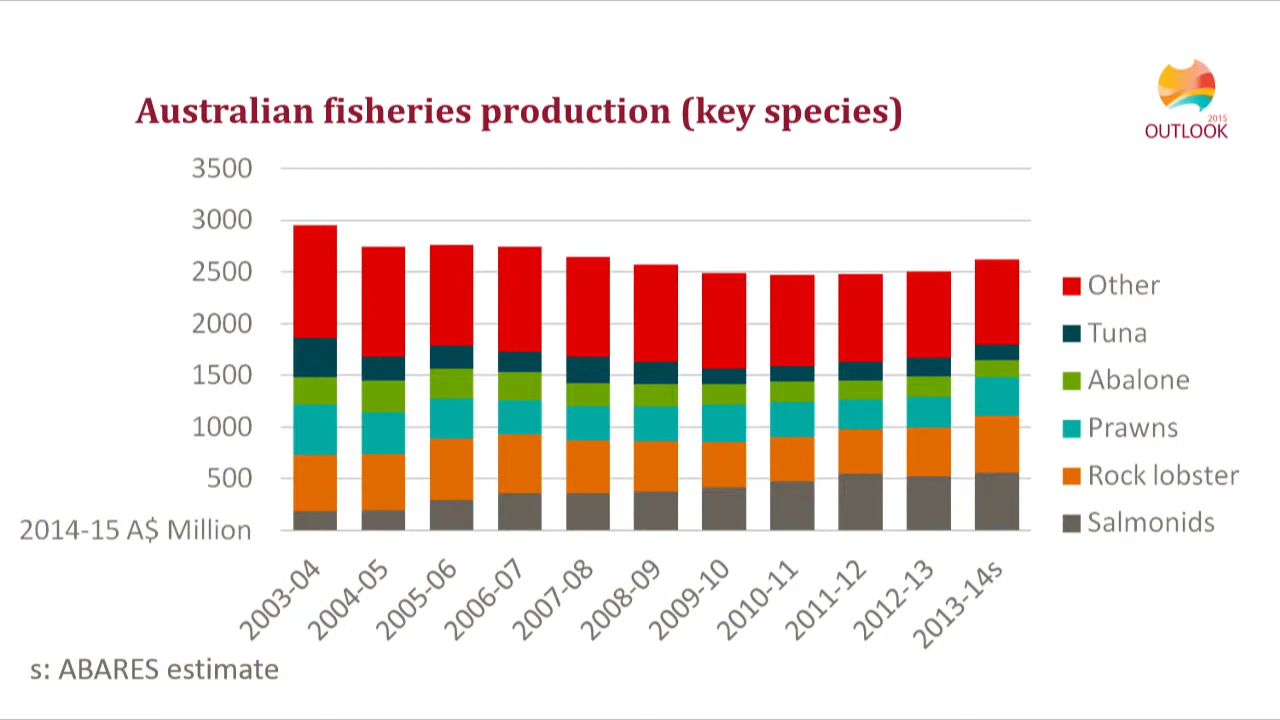 Australian fisheries production (key species)
2015
OUTLOOK
3500
3000
2500
2000
1500
1000
500
2014-15 A$ Million
Other
Tuna
Abalone
Prawns
Rock lobster
Salmonids
2003-04
2004-05
2005-06
2006-07
2007-08
2008-09
2009-10
2010-11
2011-12
2012-13
2013-14s
s: ABARES estimate